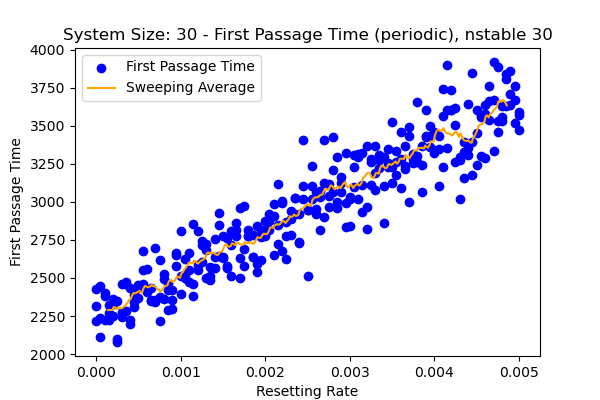 System Size: 30 - First Passage Time (periodic), nstable 30
First Passage Time
Sweeping Average
First Passage Time
4000
3750
3500
3250
3000
2750
2500
2250
2000
0.000 0.001 0.002 0.003 0.004 0.005
Resetting Rate